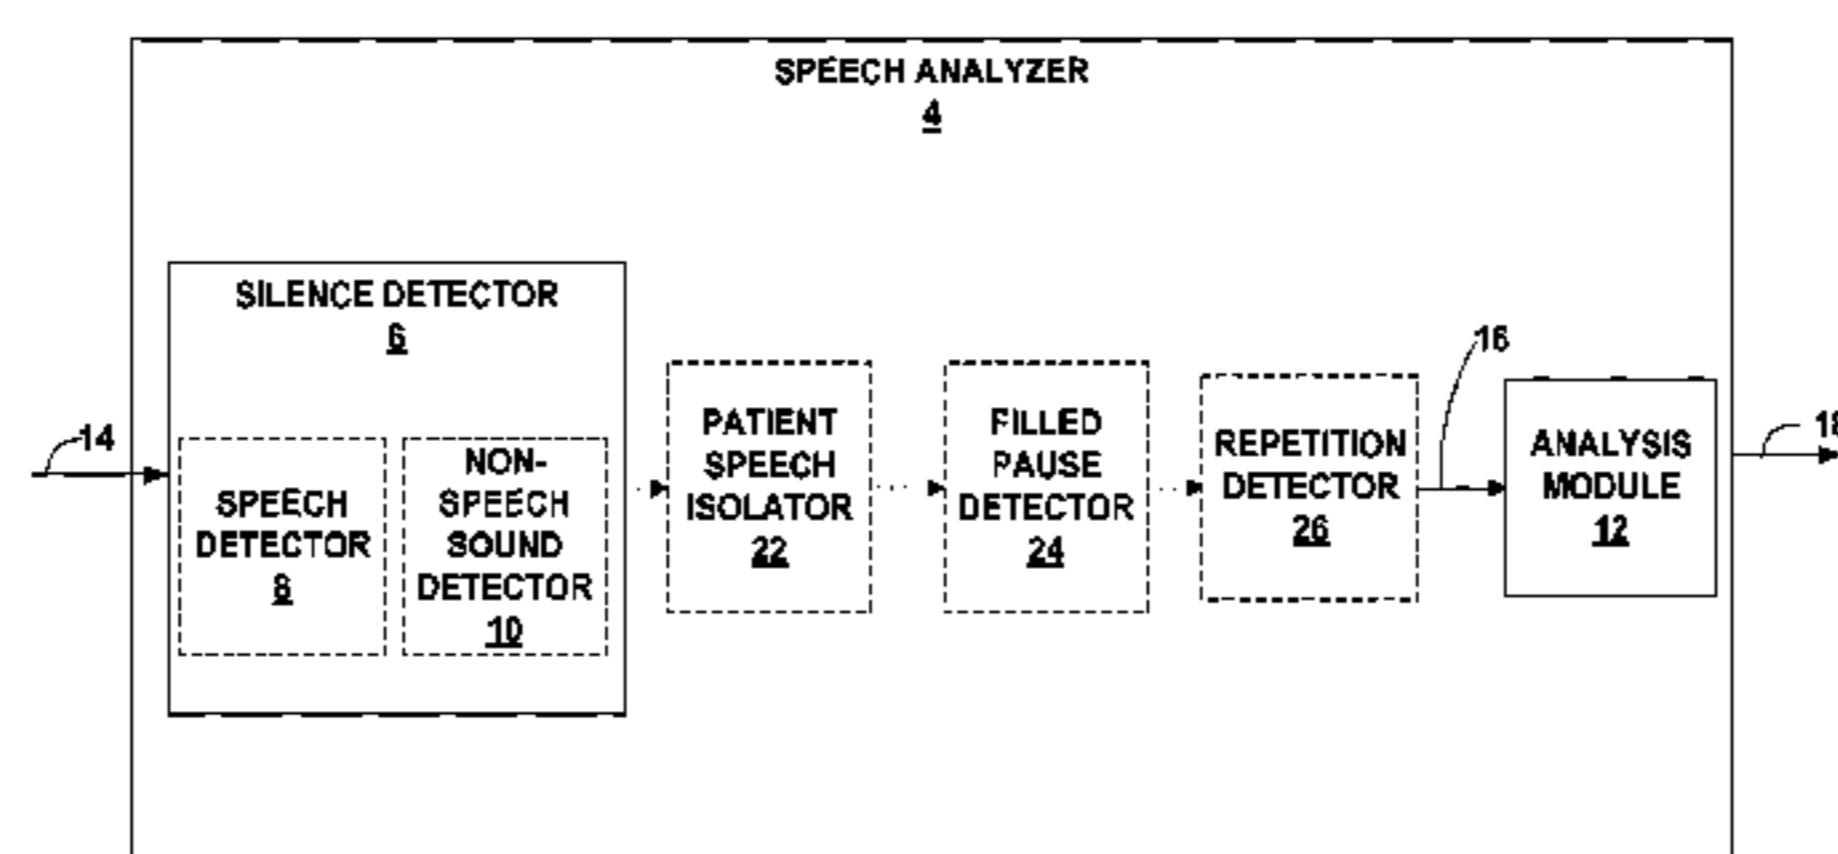 SPEECH ANALYZER
4
SILENCE DETECTOR
6
14
SPEECH
DETECTOR
8
NON-
SPEECH
SOUND
DETECTOR
10
PATIENT
SPEECH
ISOLATOR
22
FILLED
PAUSE
DETECTOR
24
REPETITION
DETECTOR
26
16
ANALYSIS
MODULE
12
18